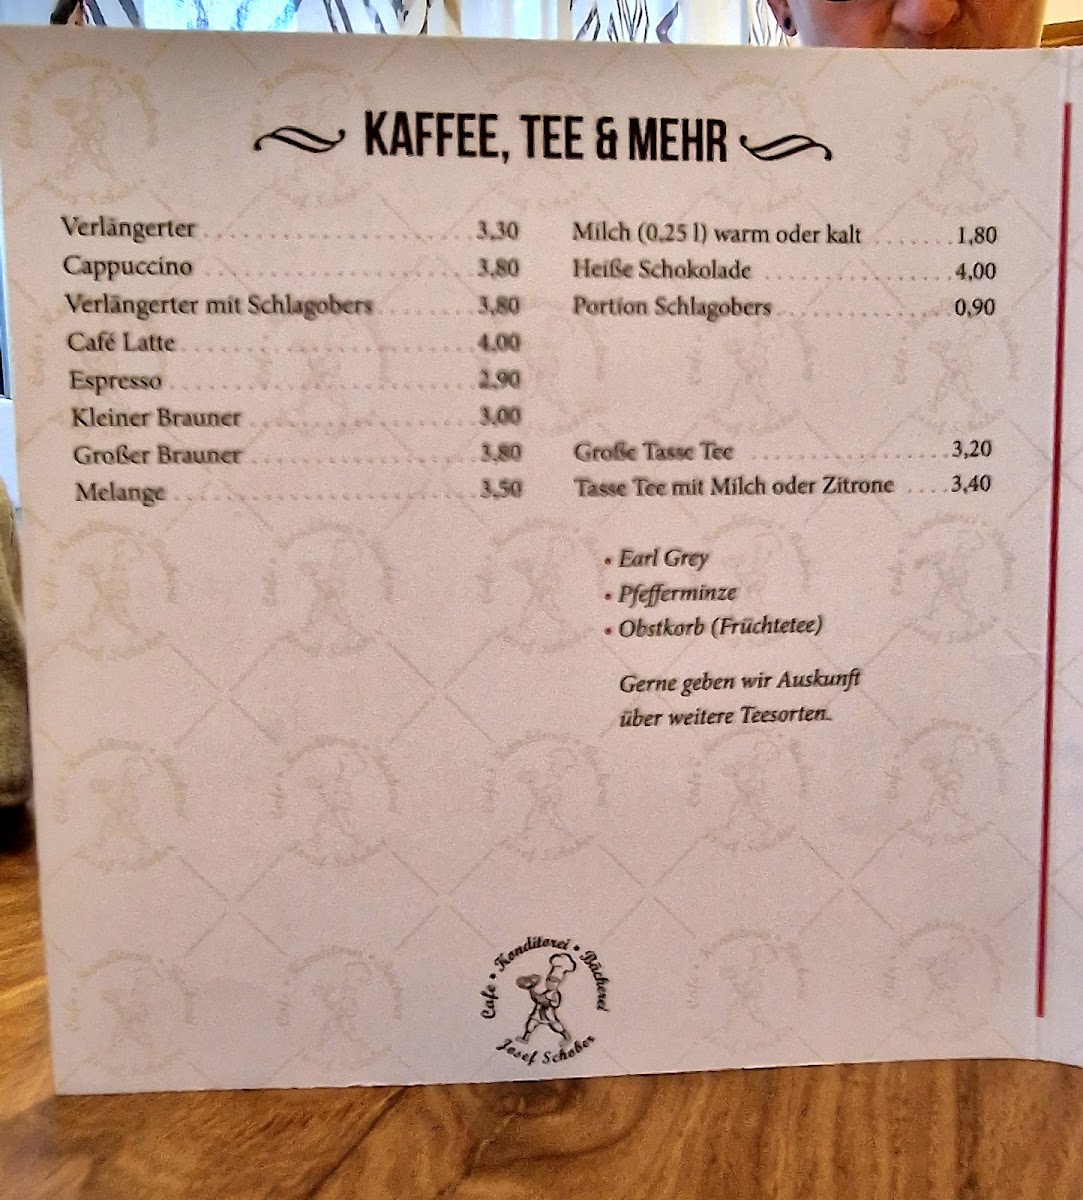 KAFFEE, TEE & MEHR
Verlängerter 3,30
Cappuccino 3,80
Verlängerter mit Schlagobers 3,80
Café Latte 4,00
Espresso 2,90
Kleiner Brauner 3,00
Großer Brauner 3,80
Melange 3,50
Milch (0,25 l) warm oder kalt 1,80
Heiße Schokolade 4,00
Portion Schlagobers 0,90
Große Tasse Tee 3,20
Tasse Tee mit Milch oder Zitrone 3,40
• Earl Grey
• Pfefferminze
• Obstkorb (Früchtetee)
Gerne geben wir Auskunft
über weitere Teesorten.
Cafe • Konditorei • Bäckerei
Josef Schober